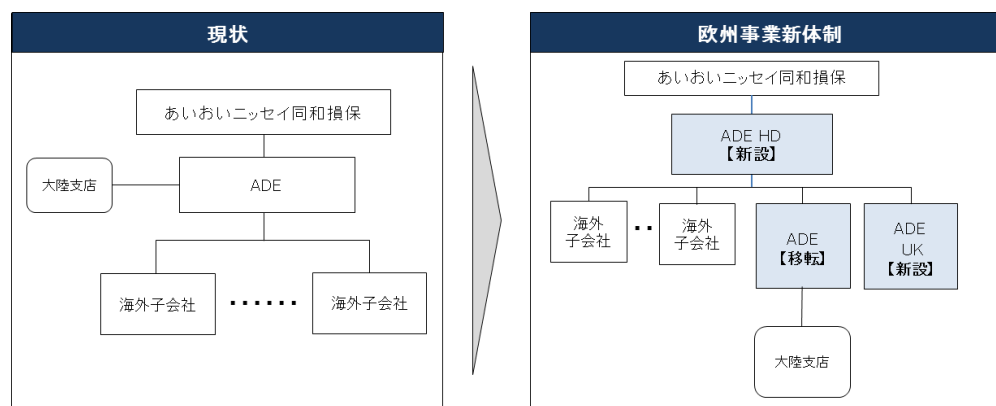 現状
あいおいニッセイ同和損保
大陸支店
ADE
海外子会社
・・・・・・
海外子会社
欧州事業新体制
あいおいニッセイ同和損保
ADE HD
【新設】
海外
子会社
・・
海外
子会社
ADE
【移転】
ADE
UK
【新設】
大陸支店